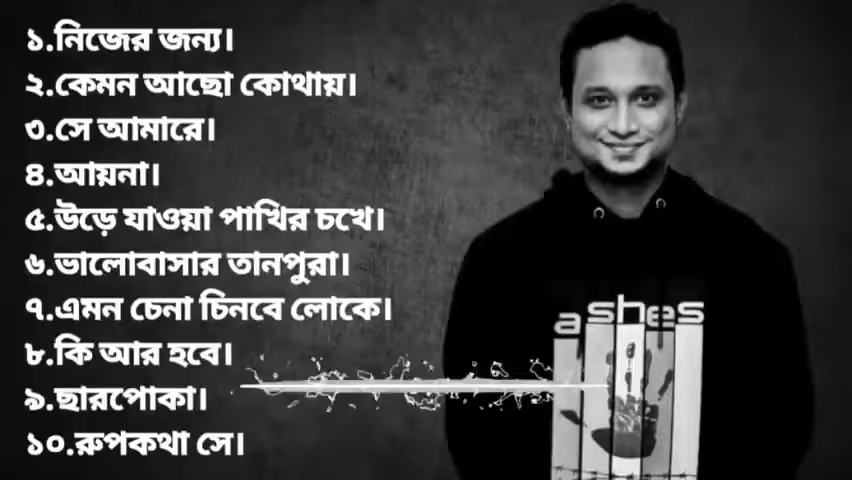 ১.নিজের জন্য।
২.কেমন আছো কোথায়।
৩.সে আমারে।
৪.আয়না।
৫.উড়ে যাওয়া পাখির চখে।
৬.ভালোবাসার তানপুরা।
৭.এমন চেনা চিনবে লোকে।
৮.কি আর হবে।
৯.ছারপোকা।
১০.রুপকথা সে।
ashes